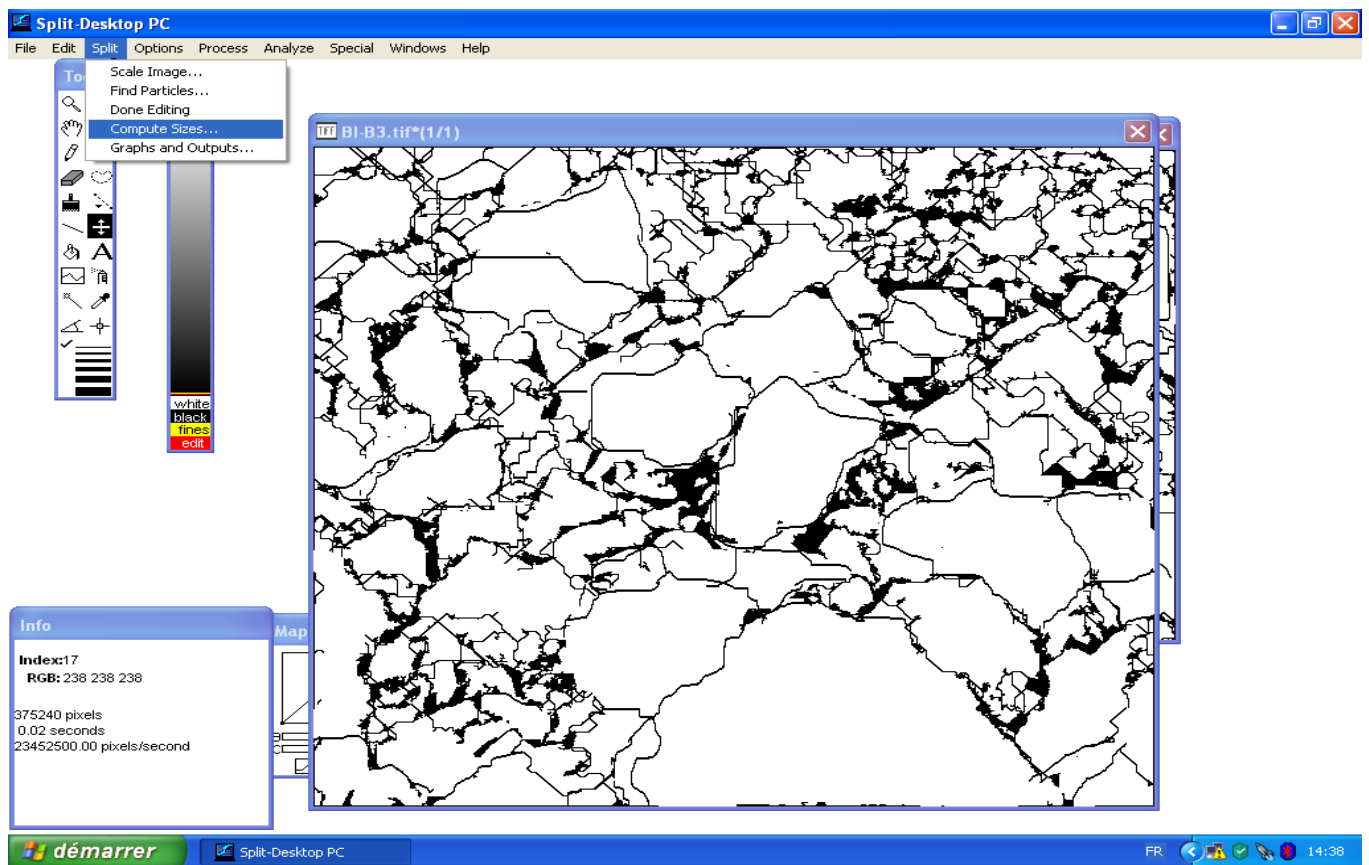 Split-Desktop PC
File Edit Split Options Process Analyze Special Windows Help
Scale Image...
Find Particles...
Done Editing
Compute Sizes...
Graphs and Outputs...
TIFF BI-B3.tif*(1/1)
A
white
black
fines
edit
Info
Index:17
RGB: 238 238 238
375240 pixels
0.02 seconds
23452500.00 pixels/second
Map
démarrer Split-Desktop PC FR 14:38